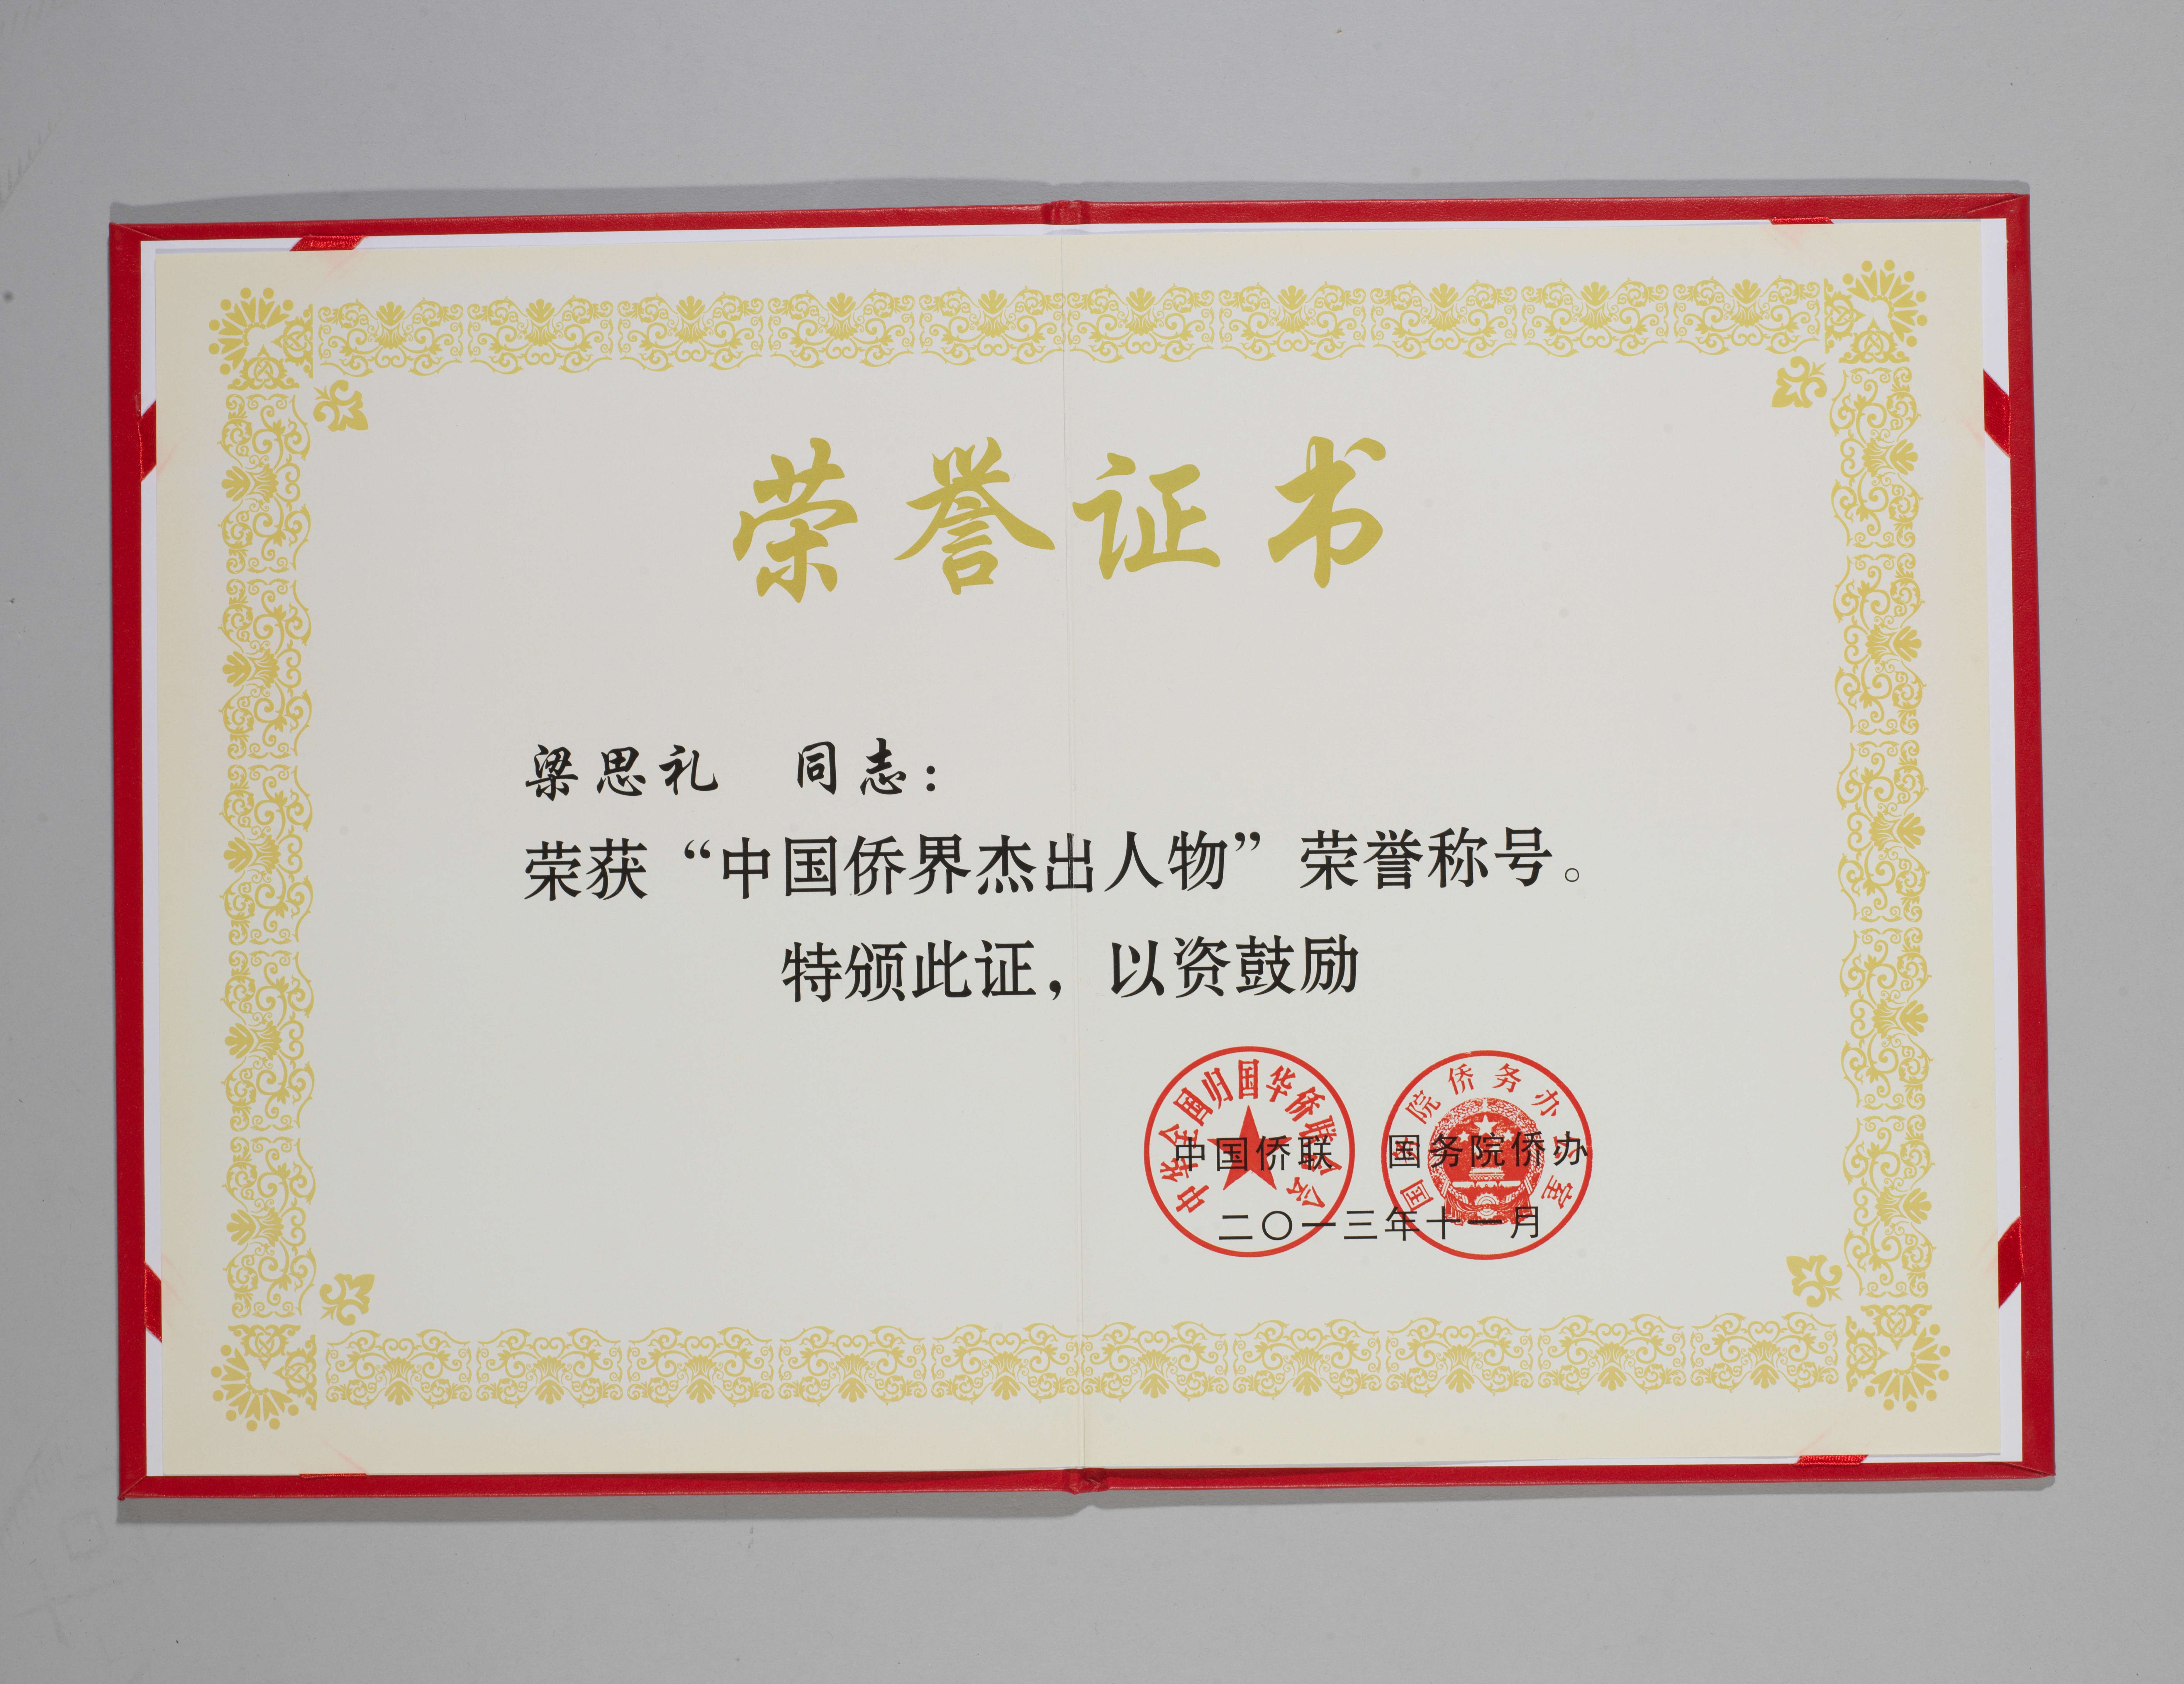 荣誉证书
梁思礼 同志：
荣获“中国侨界杰出人物”荣誉称号。
特颁此证，以资鼓励
中华全国归国华侨联合会
国务院侨务办公室
中国侨联 国务院侨办
二〇一三年十一月